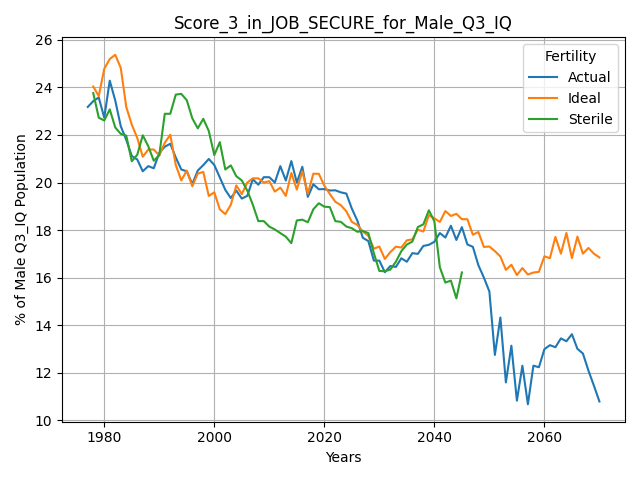 Score_3_in_JOB_SECURE_for_Male_Q3_IQ
Fertility
Actual
Ideal
Sterile
% of Male Q3_IQ Population
26
24
22
20
18
16
14
12
10
1980
2000
2020
2040
2060
Years